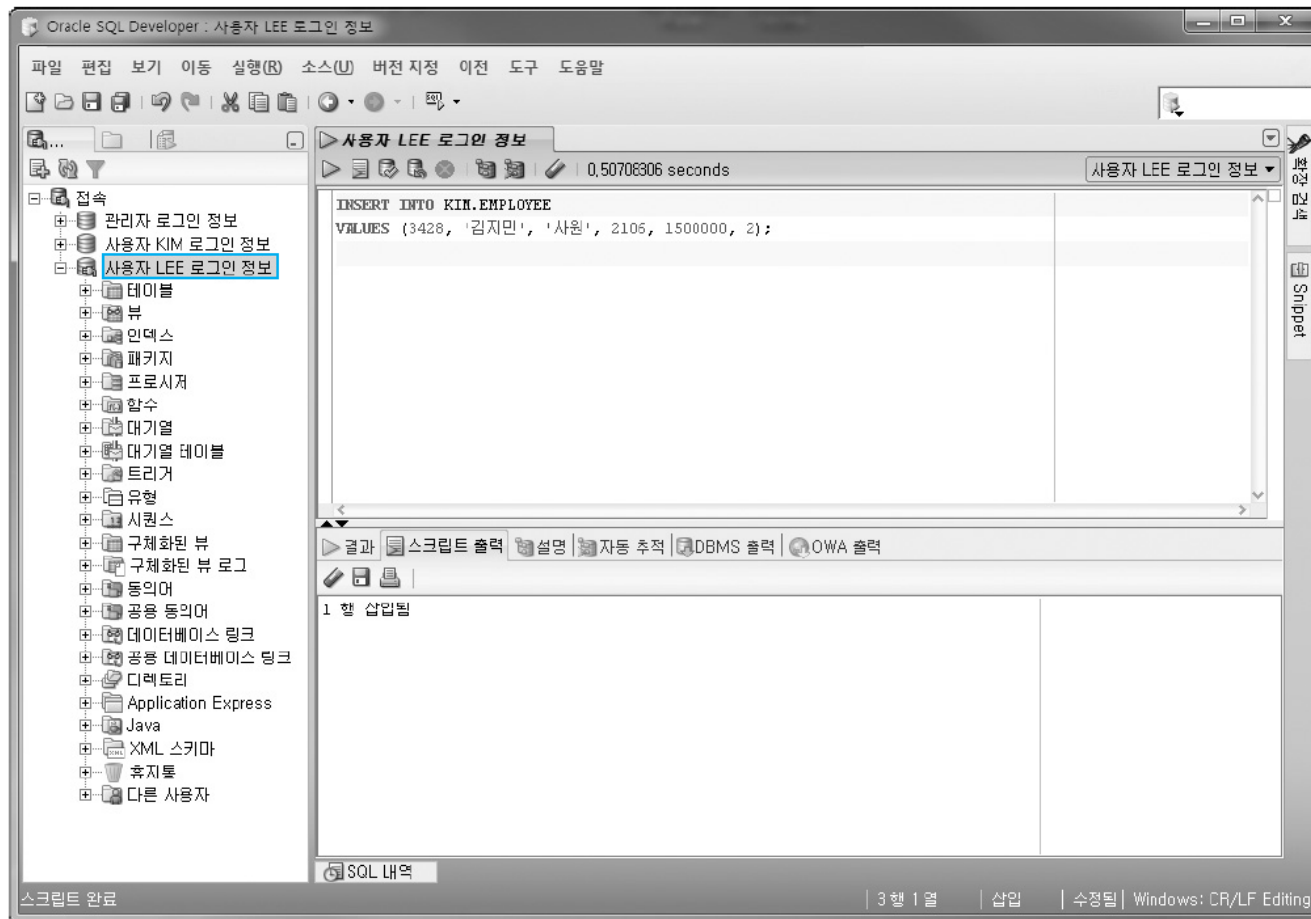 Oracle SQL Developer : 사용자 LEE 로그인 정보
파일 편집 보기 이동 실행(R) 소스(U) 버전 지정 이전 도구 도움말
사용자 LEE 로그인 정보
0,50708306 seconds
사용자 LEE 로그인 정보
INSERT INTO KIM.EMPLOYEE
VALUES (3428, '김지민', '사원', 2106, 1500000, 2);
접속
관리자 로그인 정보
사용자 KIM 로그인 정보
사용자 LEE 로그인 정보
테이블
뷰
인덱스
패키지
프로시저
함수
대기열
대기열 테이블
트리거
유형
시퀀스
구체화된 뷰
구체화된 뷰 로그
동의어
공용 동의어
데이터베이스 링크
공용 데이터베이스 링크
디렉토리
Application Express
Java
XML 스키마
휴지통
다른 사용자
확장 검색
Snippet
결과 스크립트 출력 설명 자동 추적 DBMS 출력 OWA 출력
1 행 삽입됨
SQL 내역
스크립트 완료
3 행 1 열 삽입 수정됨 Windows: CR/LF Editing